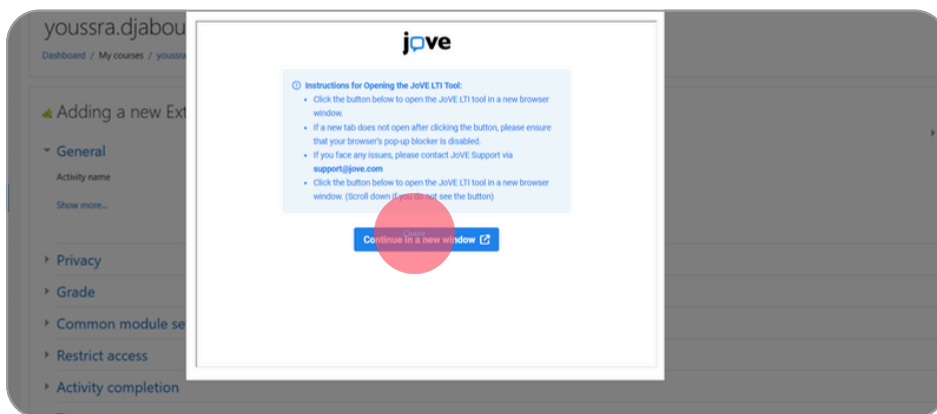 youssra.djabou
Dashboard / My courses / youssra
Adding a new Ext
General
Activity name
Show more...
Privacy
Grade
Common module se
Restrict access
Activity completion
jove
Instructions for Opening the JoVE LTI Tool:
• Click the button below to open the JoVE LTI tool in a new browser
window.
• If a new tab does not open after clicking the button, please ensure
that your browser's pop-up blocker is disabled.
• If you face any issues, please contact JoVE Support via
support@jove.com
• Click the button below to open the JoVE LTI tool in a new browser
window. (Scroll down if you do not see the button)
Continue in a new window